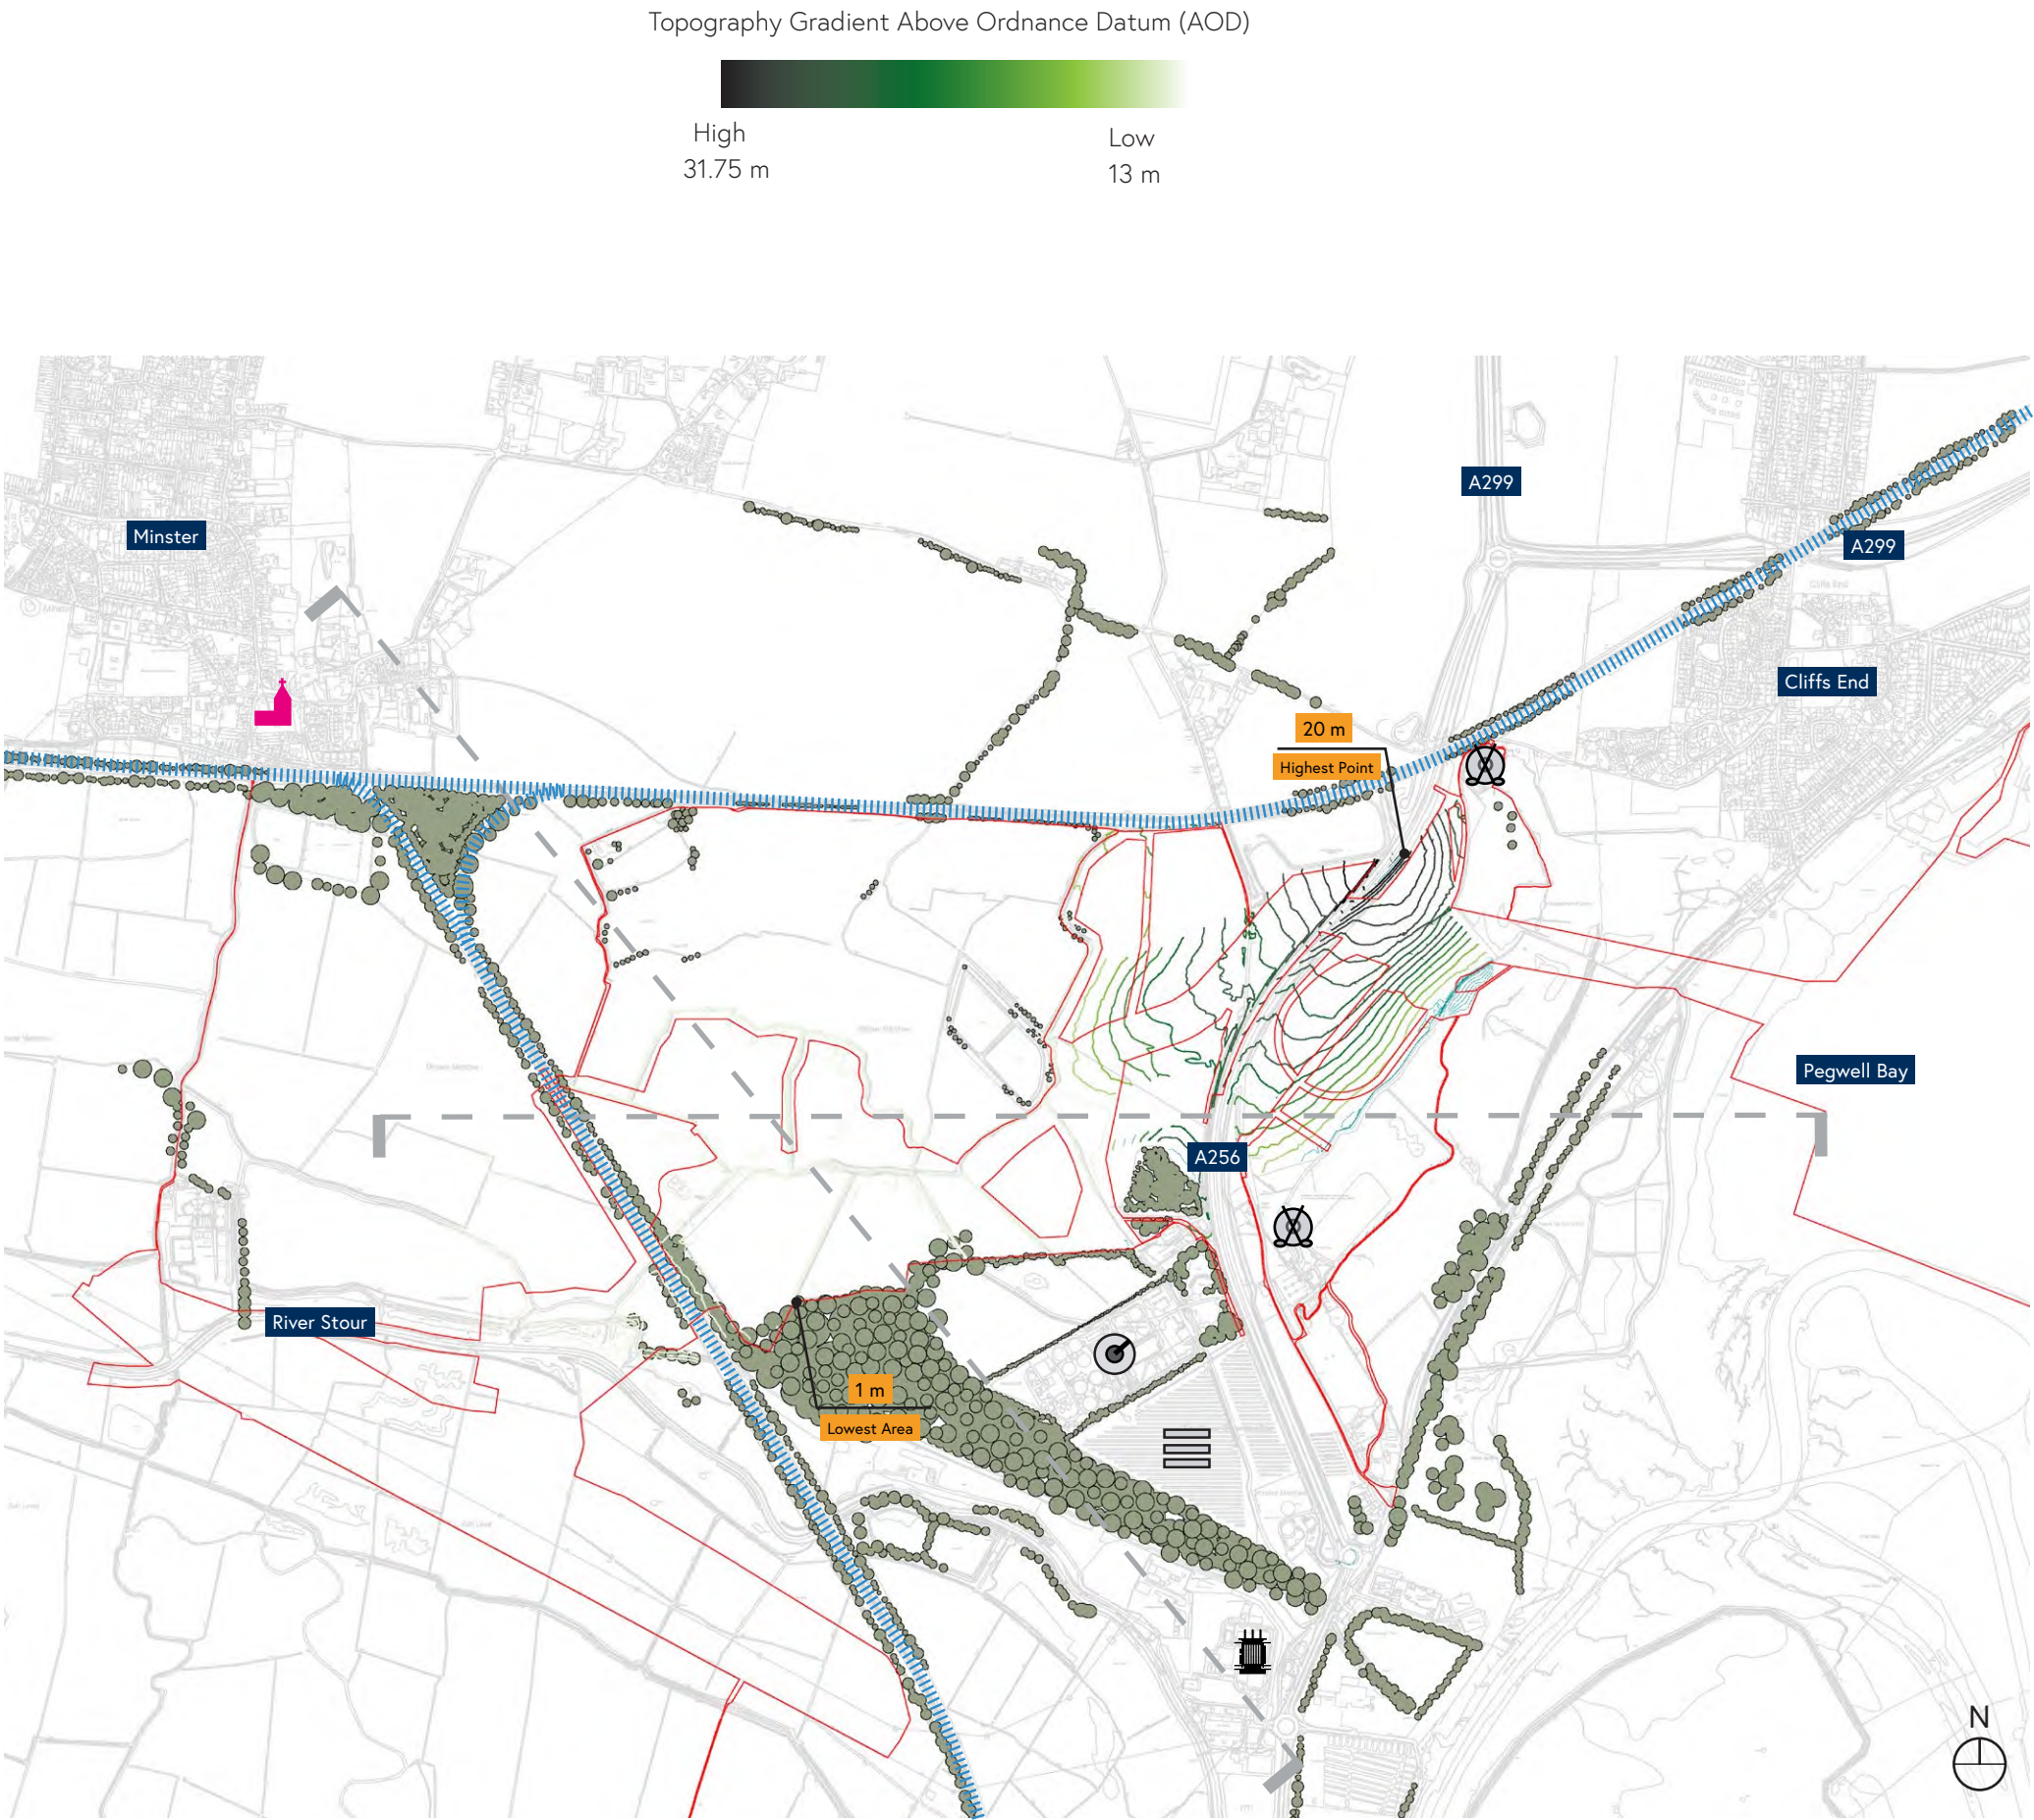 Topography Gradient Above Ordnance Datum (AOD)
High
31.75 m
Low
13 m
A299
Minster
A299
Cliffs End
20 m
Highest Point
Pegwell Bay
A256
River Stour
1 m
Lowest Area
N